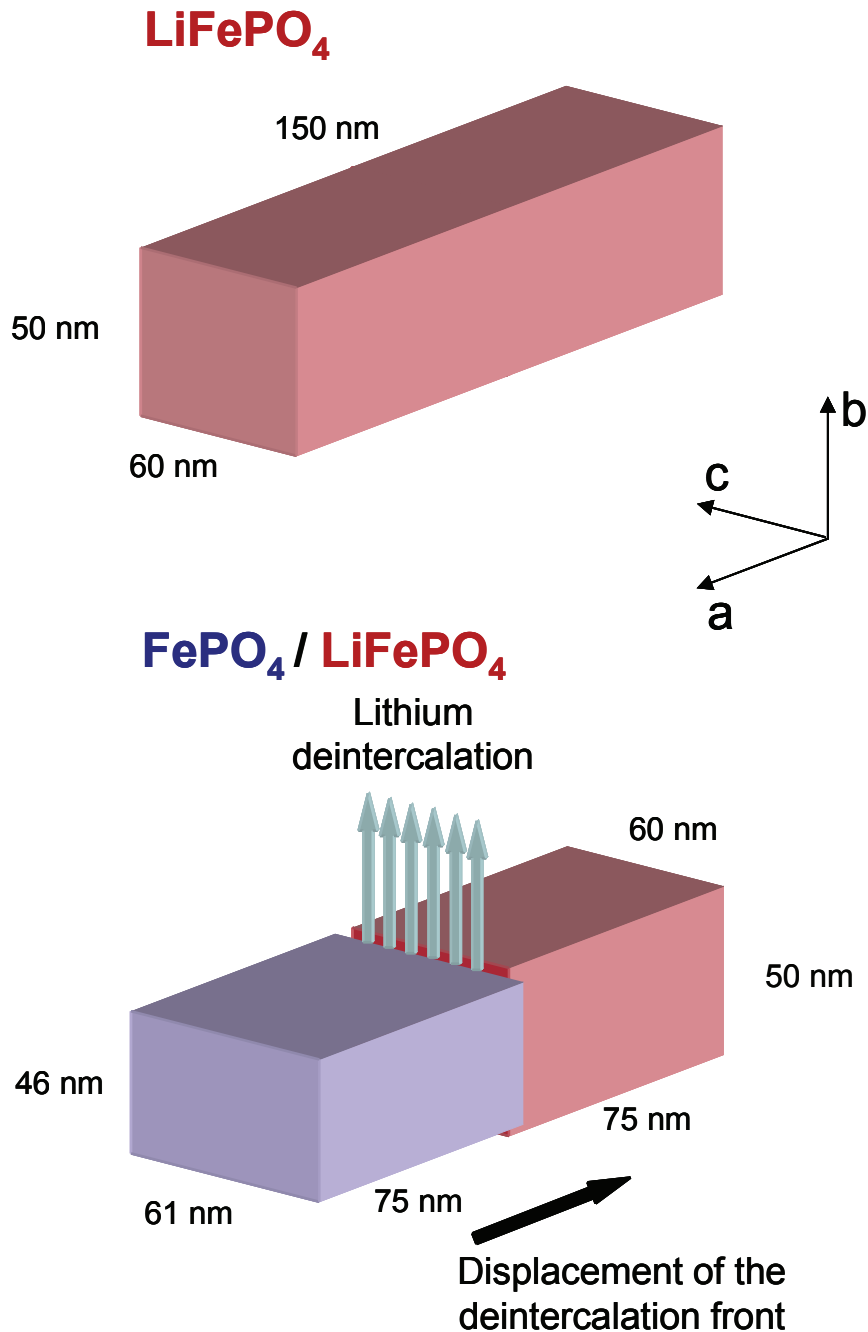 LiFePO₄
150 nm
50 nm
60 nm
b
c
a
FePO₄ / LiFePO₄
Lithium
deintercalation
60 nm
50 nm
46 nm
75 nm
61 nm
75 nm
Displacement of the
deintercalation front